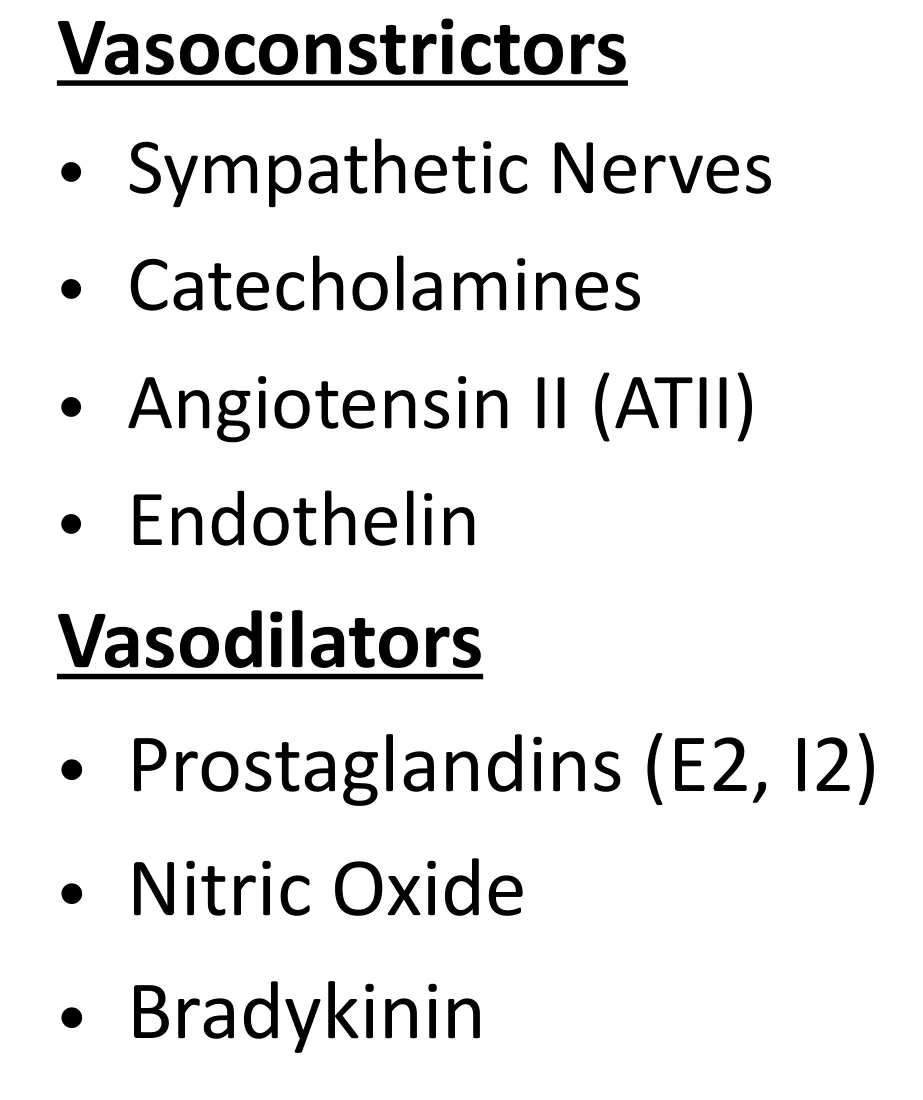 Vasoconstrictors
• Sympathetic Nerves
• Catecholamines
• Angiotensin II (ATII)
• Endothelin
Vasodilators
• Prostaglandins (E2, I2)
• Nitric Oxide
• Bradykinin